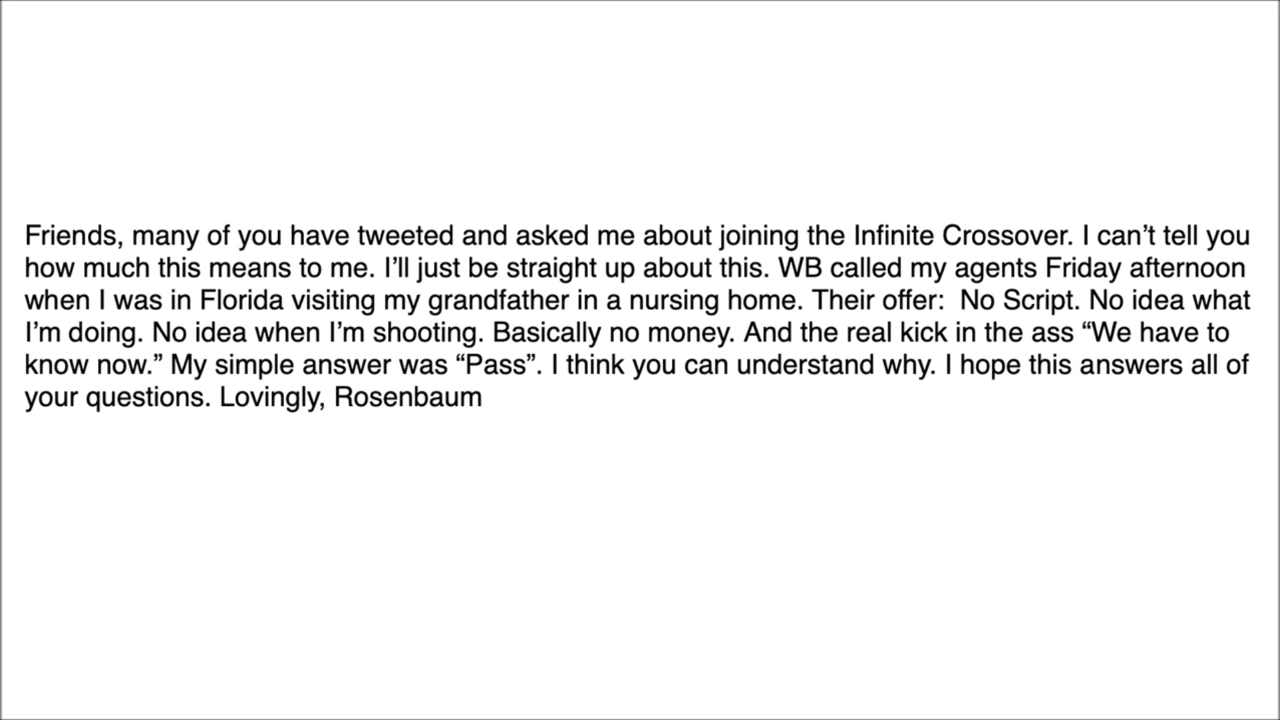 Friends, many of you have tweeted and asked me about joining the Infinite Crossover. I can’t tell you
how much this means to me. I’ll just be straight up about this. WB called my agents Friday afternoon
when I was in Florida visiting my grandfather in a nursing home. Their offer:  No Script. No idea what
I’m doing. No idea when I’m shooting. Basically no money. And the real kick in the ass “We have to
know now.” My simple answer was “Pass”. I think you can understand why. I hope this answers all of
your questions. Lovingly, Rosenbaum